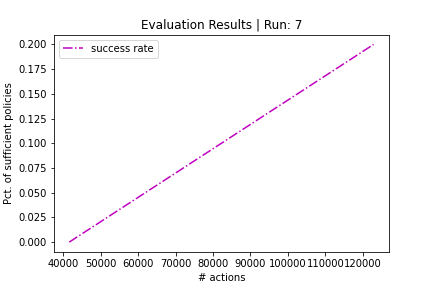 Evaluation Results | Run: 7
success rate
Pct. of sufficient policies
0.200
0.175
0.150
0.125
0.100
0.075
0.050
0.025
0.000
40000 50000 60000 70000 80000 90000 100000 110000 120000
# actions